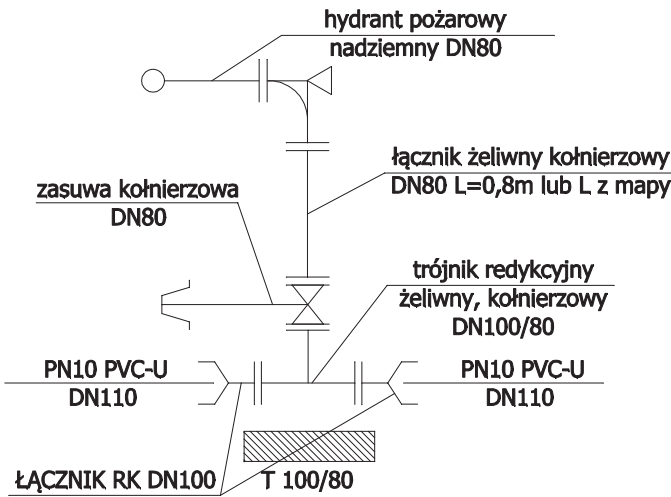 hydrant pożarowy
nadziemny DN80
łącznik żeliwny kołnierzowy
DN80 L=0,8m lub L z mapy
zasuwa kołnierzowa
DN80
trójnik redykcyjny
żeliwny, kołnierzowy
DN100/80
PN10 PVC-U
DN110
PN10 PVC-U
DN110
ŁĄCZNIK RK DN100
T 100/80